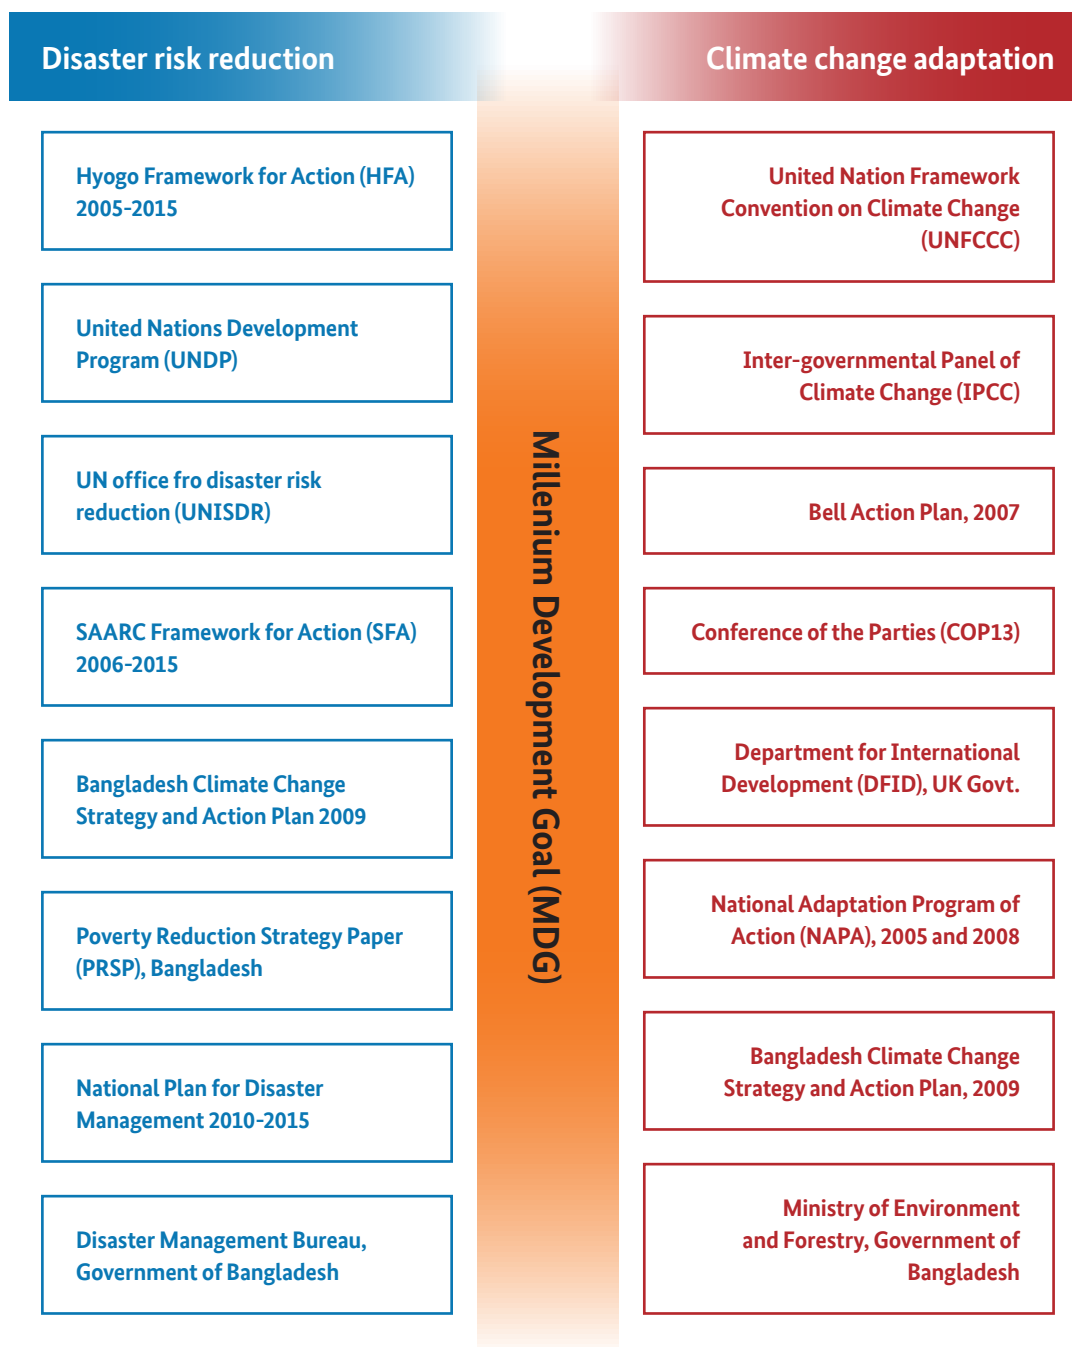 Disaster risk reduction
Climate change adaptation
Hyogo Framework for Action (HFA)
2005-2015
United Nations Development
Program (UNDP)
UN office fro disaster risk
reduction (UNISDR)
SAARC Framework for Action (SFA)
2006-2015
Bangladesh Climate Change
Strategy and Action Plan 2009
Poverty Reduction Strategy Paper
(PRSP), Bangladesh
National Plan for Disaster
Management 2010-2015
Disaster Management Bureau,
Government of Bangladesh
Millenium Development Goal (MDG)
United Nation Framework
Convention on Climate Change
(UNFCCC)
Inter-governmental Panel of
Climate Change (IPCC)
Bell Action Plan, 2007
Conference of the Parties (COP13)
Department for International
Development (DFID), UK Govt.
National Adaptation Program of
Action (NAPA), 2005 and 2008
Bangladesh Climate Change
Strategy and Action Plan, 2009
Ministry of Environment
and Forestry, Government of
Bangladesh